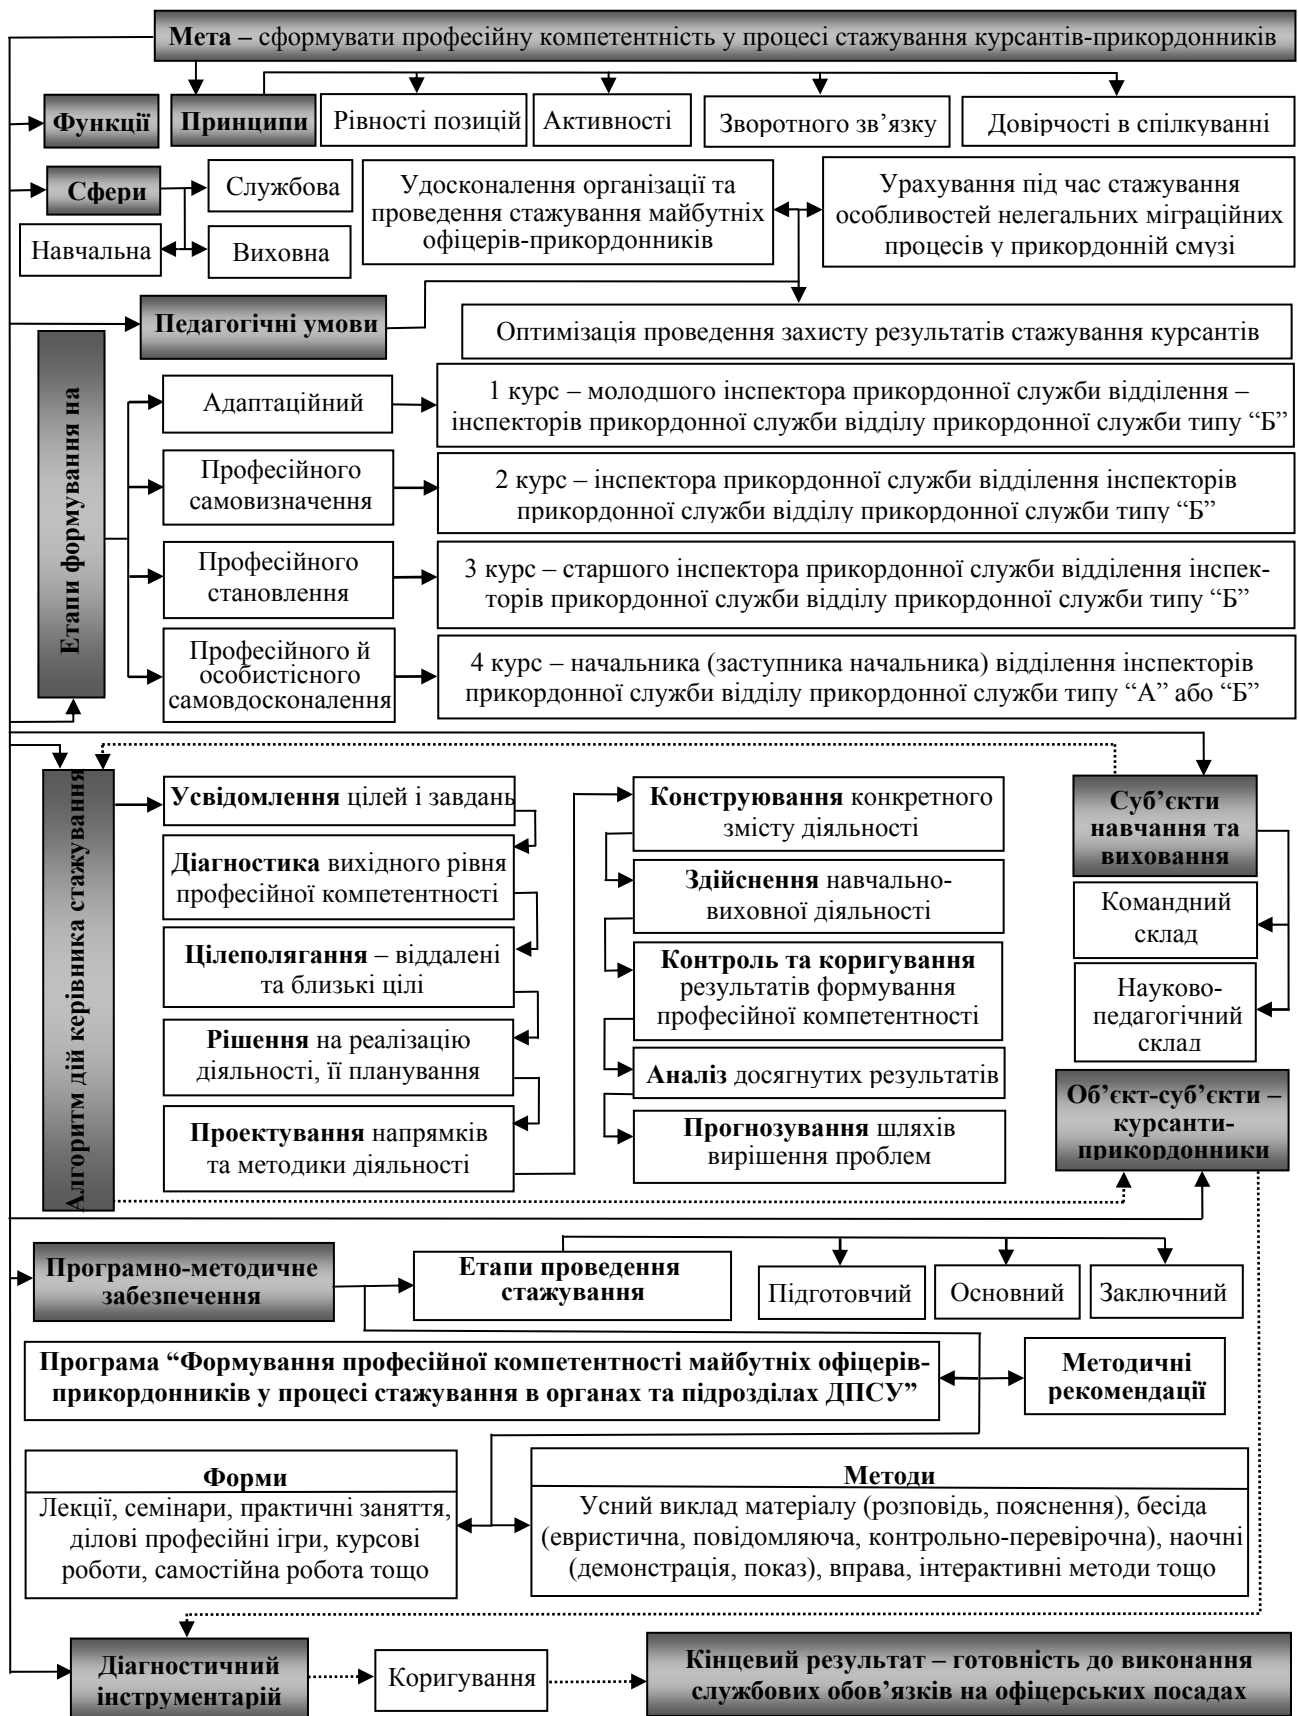 Мета – сформувати професійну компетентність у процесі стажування курсантів-прикордонників
Функції
Принципи
Рівності позицій
Активності
Зворотного зв’язку
Довірчості в спілкуванні
Сфери
Службова
Навчальна
Виховна
Удосконалення організації та
проведення стажування майбутніх
офіцерів-прикордонників
Урахування під час стажування
особливостей нелегальних міграційних
процесів у прикордонній смузі
Педагогічні умови
Оптимізація проведення захисту результатів стажування курсантів
Етапи формування на
Адаптаційний
1 курс – молодшого інспектора прикордонної служби відділення –
інспекторів прикордонної служби відділу прикордонної служби типу “Б”
Професійного
самовизначення
2 курс – інспектора прикордонної служби відділення інспекторів
прикордонної служби відділу прикордонної служби типу “Б”
Професійного
становлення
3 курс – старшого інспектора прикордонної служби відділення інспек-
торів прикордонної служби відділу прикордонної служби типу “Б”
Професійного й
особистісного
самовдосконалення
4 курс – начальника (заступника начальника) відділення інспекторів
прикордонної служби відділу прикордонної служби типу “А” або “Б”
Алгоритм дій керівника стажування
Усвідомлення цілей і завдань
Діагностика вихідного рівня
професійної компетентності
Цілеполягання – віддалені
та близькі цілі
Рішення на реалізацію
діяльності, її планування
Проектування напрямків
та методики діяльності
Конструювання конкретного
змісту діяльності
Здійснення навчально-
виховної діяльності
Контроль та коригування
результатів формування
професійної компетентності
Аналіз досягнутих результатів
Прогнозування шляхів
вирішення проблем
Суб’єкти
навчання та
виховання
Командний
склад
Науково-
педагогічний
склад
Об’єкт-суб’єкти –
курсанти-
прикордонники
Програмно-методичне
забезпечення
Етапи проведення
стажування
Підготовчий
Основний
Заключний
Програма “Формування професійної компетентності майбутніх офіцерів-
прикордонників у процесі стажування в органах та підрозділах ДПСУ”
Методичні
рекомендації
Форми
Лекції, семінари, практичні заняття,
ділові професійні ігри, курсові
роботи, самостійна робота тощо
Методи
Усний виклад матеріалу (розповідь, пояснення), бесіда
(евристична, повідомляюча, контрольно-перевірочна), наочні
(демонстрація, показ), вправа, інтерактивні методи тощо
Діагностичний
інструментарій
Коригування
Кінцевий результат – готовність до виконання
службових обов’язків на офіцерських посадах